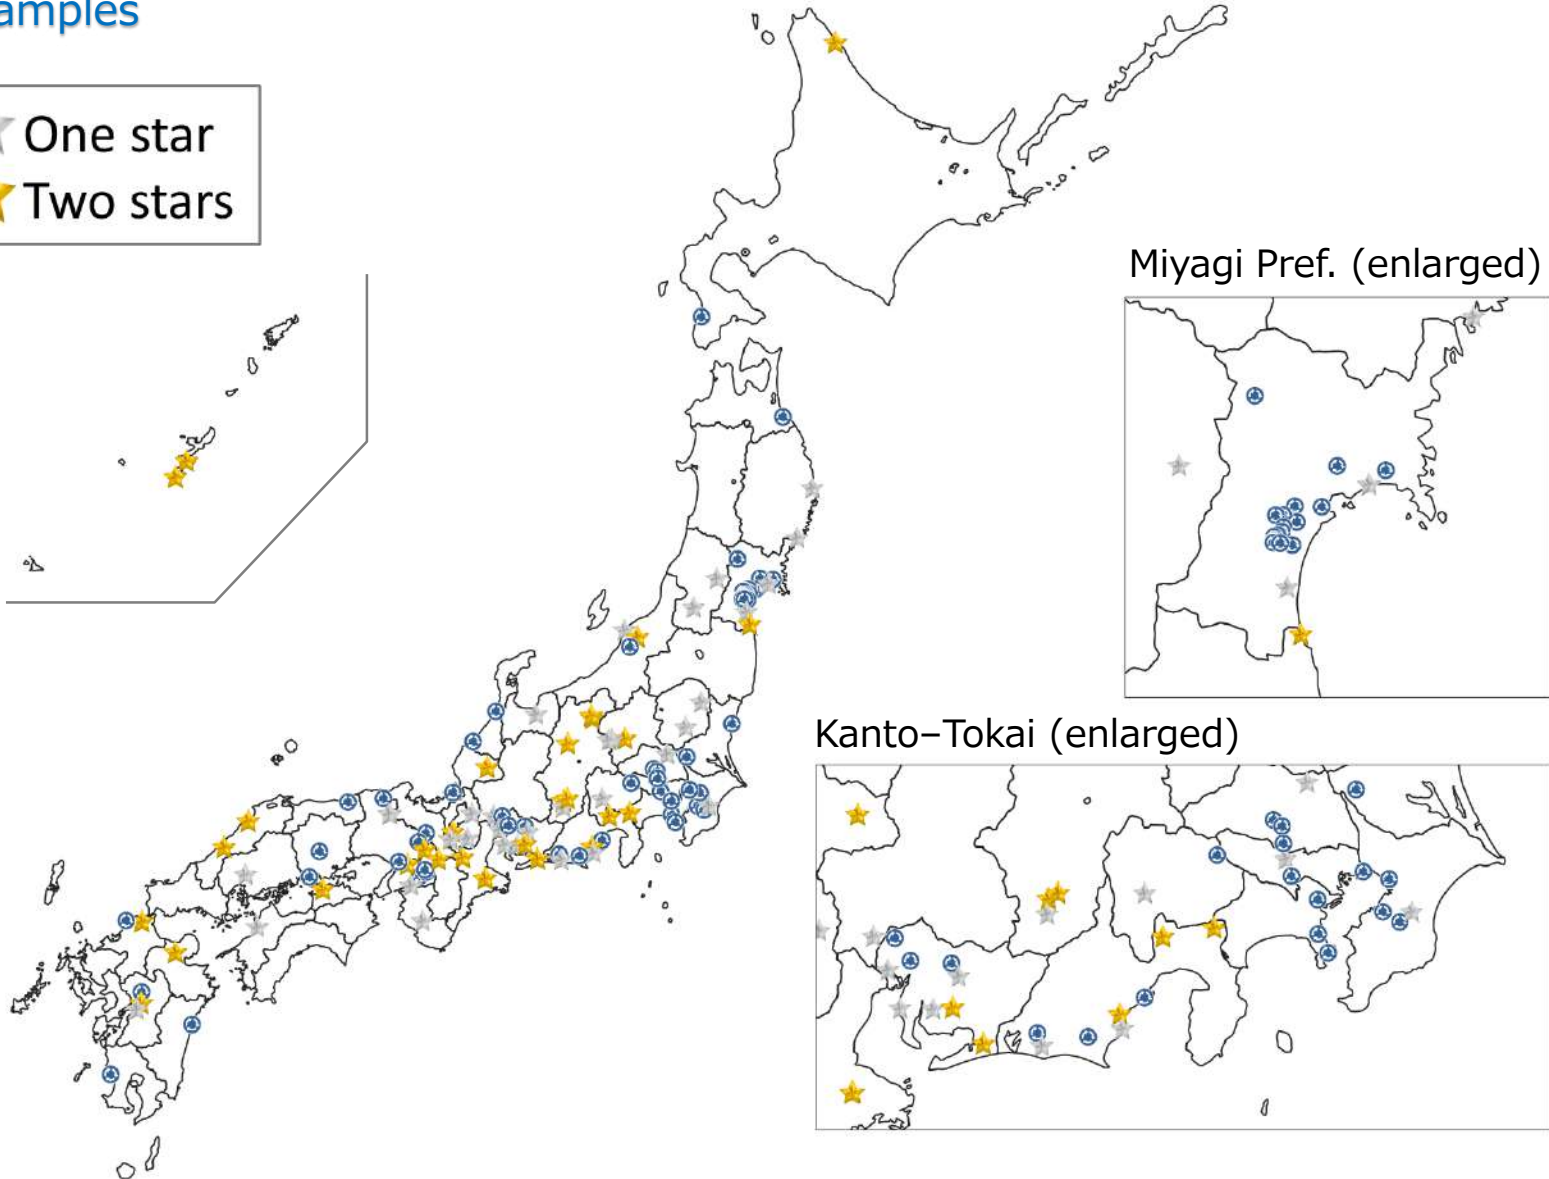 amples
One star
Two stars
Miyagi Pref. (enlarged)
Kanto–Tokai (enlarged)